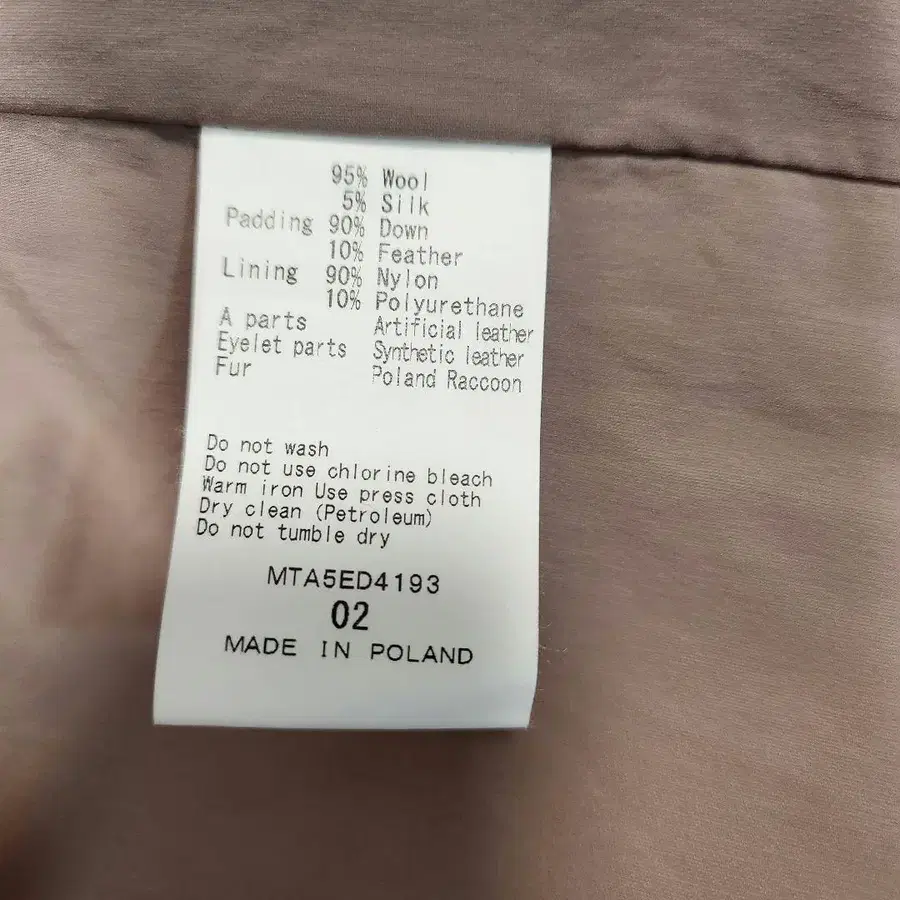 95% Wool
5% Silk
Padding 90% Down
10% Feather
Lining 90% Nylon
10% Polyurethane
A parts Artificial leather
Eyelet parts Synthetic leather
Fur Poland Raccoon
Do not wash
Do not use chlorine bleach
Warm iron Use press cloth
Dry clean (Petroleum)
Do not tumble dry
MTA5ED4193
02
MADE IN POLAND